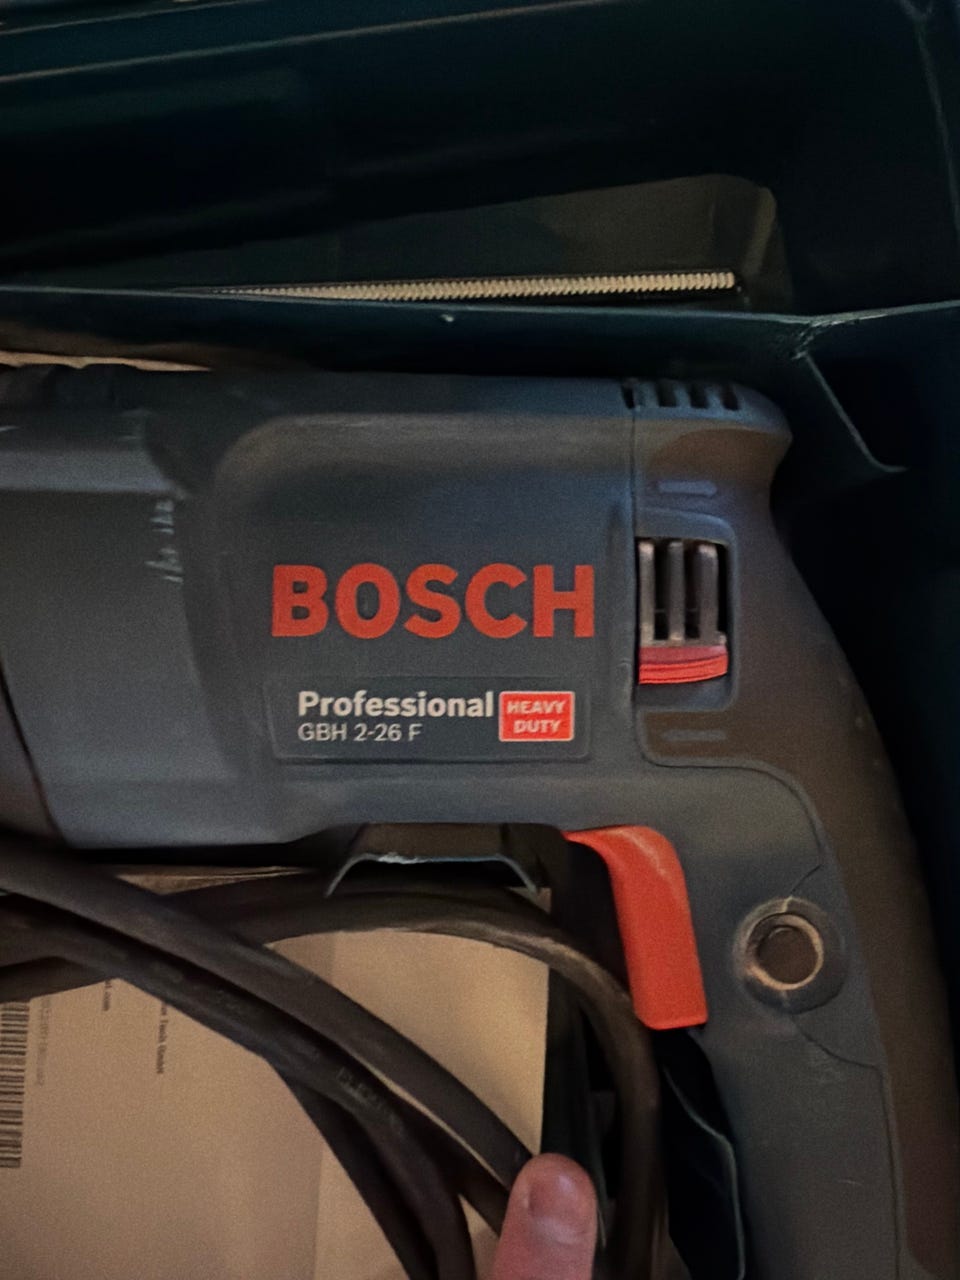 BOSCH
Professional
GBH 2-26 F
HEAVY
DUTY